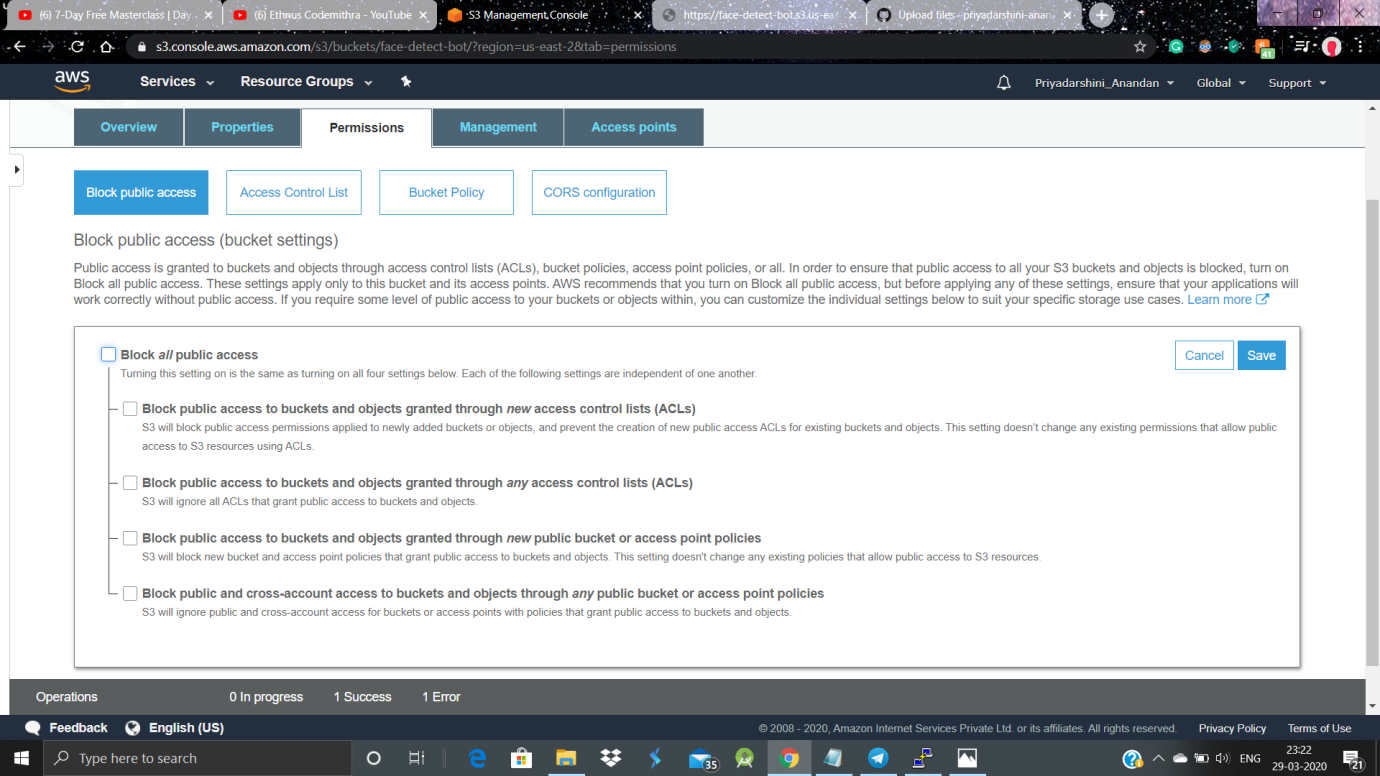 (6) 7-Day Free Masterclass | Day
(6) Ethnus Codemithra - YouTube
S3 Management Console
https://face-detect-bot.s3.us-eas
Upload files · priyadarshini-anan
s3.console.aws.amazon.com/s3/buckets/face-detect-bot/?region=us-east-2&tab=permissions
41
aws
Services
Resource Groups
Priyadarshini_Anandan
Global
Support
Overview
Properties
Permissions
Management
Access points
Block public access
Access Control List
Bucket Policy
CORS configuration
Block public access (bucket settings)
Public access is granted to buckets and objects through access control lists (ACLs), bucket policies, access point policies, or all. In order to ensure that public access to all your S3 buckets and objects is blocked, turn on
Block all public access. These settings apply only to this bucket and its access points. AWS recommends that you turn on Block all public access, but before applying any of these settings, ensure that your applications will
work correctly without public access. If you require some level of public access to your buckets or objects within, you can customize the individual settings below to suit your specific storage use cases. Learn more
Block all public access
Cancel
Save
Turning this setting on is the same as turning on all four settings below. Each of the following settings are independent of one another.
Block public access to buckets and objects granted through new access control lists (ACLs)
S3 will block public access permissions applied to newly added buckets or objects, and prevent the creation of new public access ACLs for existing buckets and objects. This setting doesn't change any existing permissions that allow public
access to S3 resources using ACLs.
Block public access to buckets and objects granted through any access control lists (ACLs)
S3 will ignore all ACLs that grant public access to buckets and objects.
Block public access to buckets and objects granted through new public bucket or access point policies
S3 will block new bucket and access point policies that grant public access to buckets and objects. This setting doesn't change any existing policies that allow public access to S3 resources.
Block public and cross-account access to buckets and objects through any public bucket or access point policies
S3 will ignore public and cross-account access for buckets or access points with policies that grant public access to buckets and objects.
Operations
0 In progress
1 Success
1 Error
Feedback
English (US)
© 2008 - 2020, Amazon Internet Services Private Ltd. or its affiliates. All rights reserved.
Privacy Policy
Terms of Use
Type here to search
35
ENG
23:22
29-03-2020
21